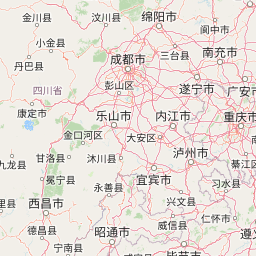 金川县
汶川县
绵阳市
阆中市
小金县
三台县
南充市
丹巴县
成都市
四川省
彭山区
遂宁市
广安市
康定市
乐山市
内江市
重庆市
金口河区
大安区
甘洛县
沐川县
泸州市
綦江区
九龙县
冕宁县
宜宾市
习水县
永善县
西昌市
兴文县
德昌县
威信县
仁怀市
昭通市
宁南县
毕节市
遵义